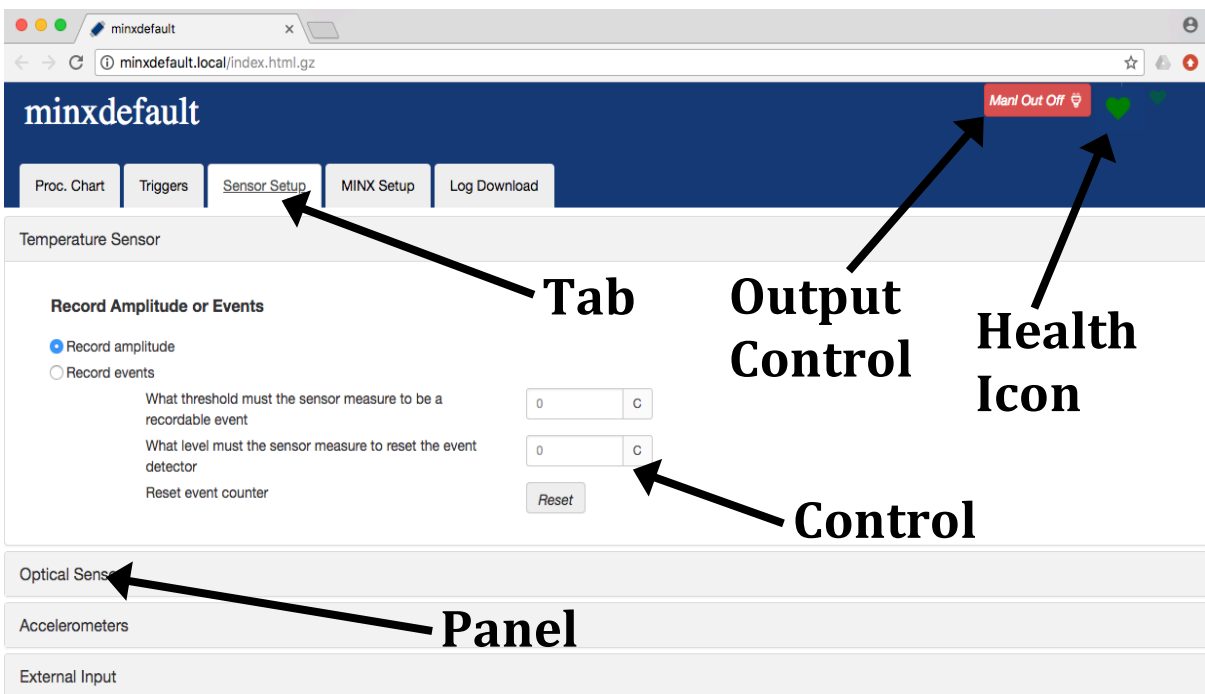 minxdefault
minxdefault.local/index.html.gz
minxdefault
Manl Out Off
Proc. Chart
Triggers
Sensor Setup
MINX Setup
Log Download
Temperature Sensor
Tab
Output
Control
Health
Icon
Record Amplitude or Events
Record amplitude
Record events
What threshold must the sensor measure to be a
recordable event
0 C
What level must the sensor measure to reset the event
detector
0 C
Reset event counter
Reset
Control
Optical Sens
Panel
Accelerometers
External Input